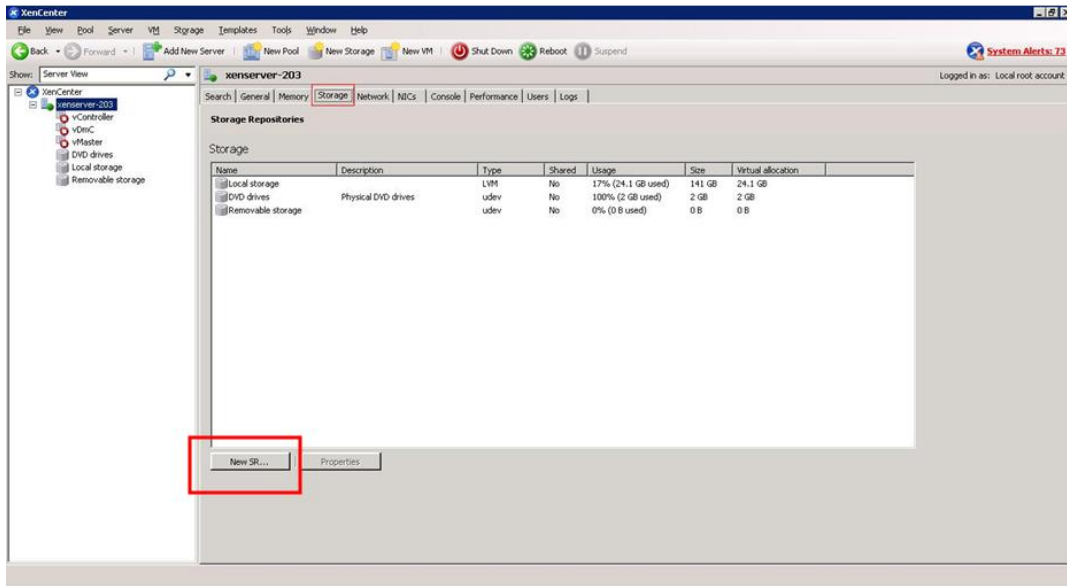 XenCenter
File View Pool Server VM Storage Templates Tools Window Help
Back Forward Add New Server New Pool New Storage New VM Shut Down Reboot Suspend System Alerts: 73
Show: Server View
xenserver-203 Logged in as: Local root account
XenCenter
xenserver-203
vController
vDmC
vMaster
DVD drives
Local storage
Removable storage
Search General Memory Storage Network NICs Console Performance Users Logs
Storage Repositories
Storage
Name Description Type Shared Usage Size Virtual allocation
Local storage LVM No 17% (24.1 GB used) 141 GB 24.1 GB
DVD drives Physical DVD drives udev No 100% (2 GB used) 2 GB 2 GB
Removable storage udev No 0% (0 B used) 0 B 0 B
New SR... Properties